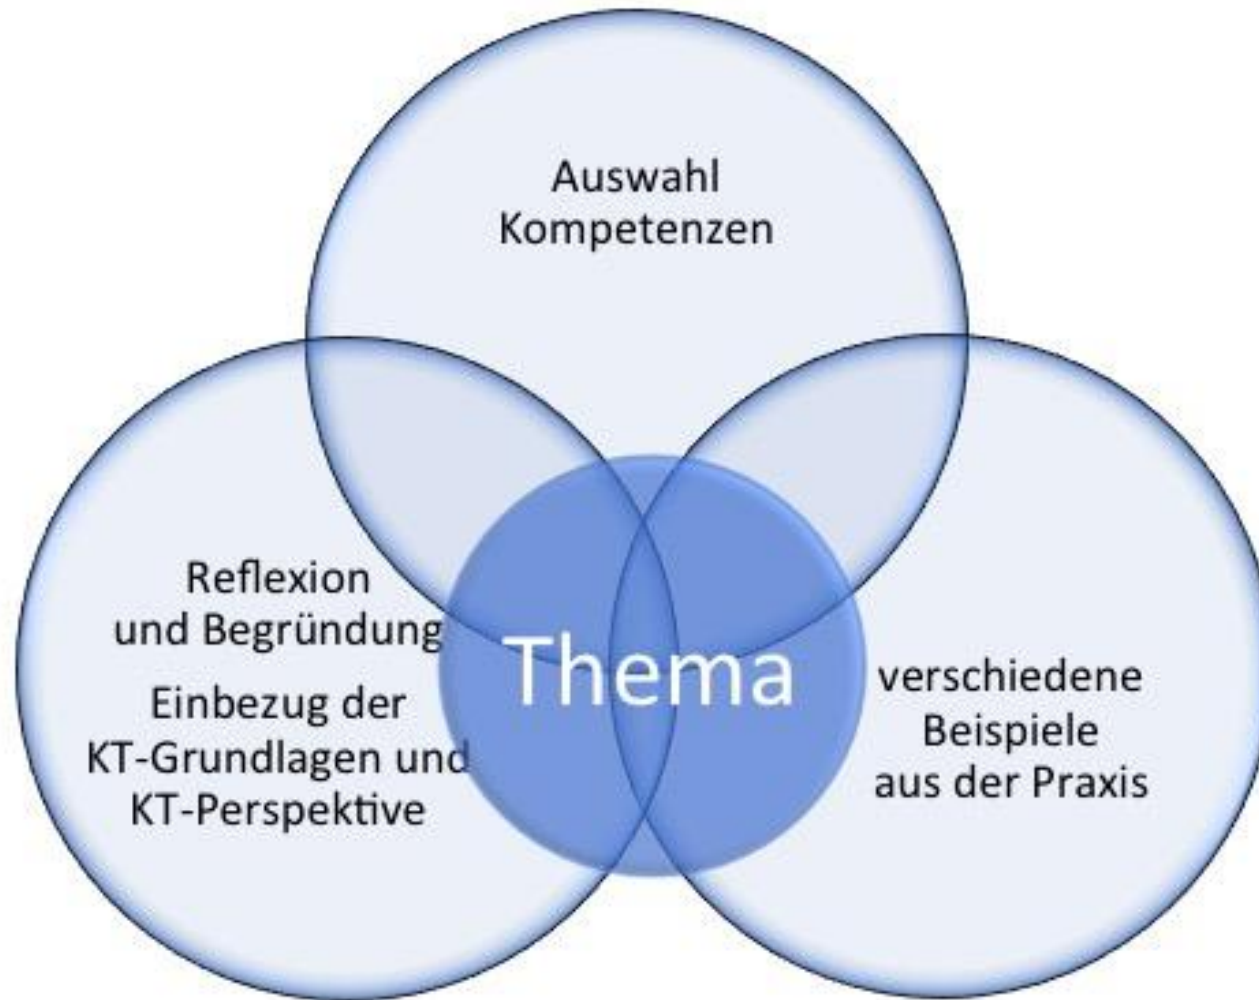 Auswahl
Kompetenzen
Reflexion
und Begründung
Einbezug der
KT-Grundlagen und
KT-Perspektive
Thema
verschiedene
Beispiele
aus der Praxis